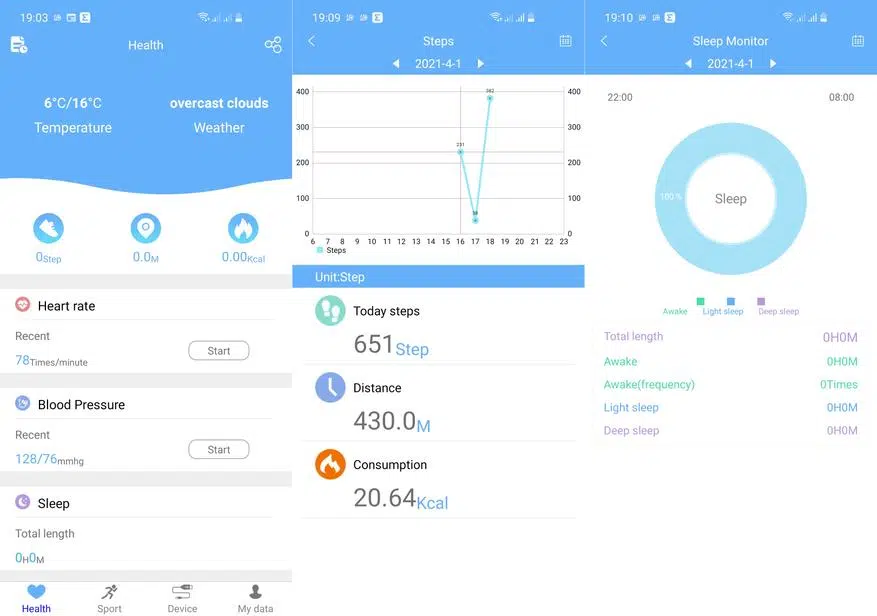 19:03
Health
6°C/16°C
overcast clouds
Temperature
Weather
0Step
0.0M
0.00Kcal
Heart rate
Recent
78Times/minute
Start
Blood Pressure
Recent
128/76mmhg
Start
Sleep
Total length
0H0M
Health
Sport
Device
My data
19:09
Steps
2021-4-1
400
300
200
100
0
400
300
200
100
0
382
231
6 7 8 9 10 11 12 13 14 15 16 17 18 19 20 21 22 23
Steps
Unit:Step
Today steps
651Step
Distance
430.0M
Consumption
20.64Kcal
19:10
Sleep Monitor
2021-4-1
22:00
08:00
100 %
Sleep
Awake
Light sleep
Deep sleep
Total length 0H0M
Awake 0H0M
Awake(frequency) 0Times
Light sleep 0H0M
Deep sleep 0H0M